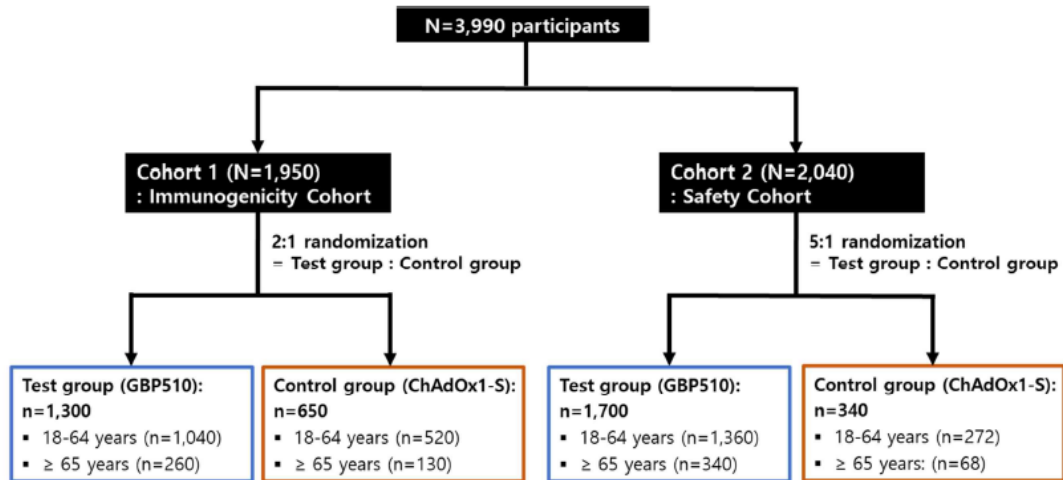 N=3,990 participants
Cohort 1 (N=1,950)
: Immunogenicity Cohort
Cohort 2 (N=2,040)
: Safety Cohort
2:1 randomization
= Test group : Control group
5:1 randomization
= Test group : Control group
Test group (GBP510):
n=1,300
▪ 18-64 years (n=1,040)
▪ ≥ 65 years (n=260)
Control group (ChAdOx1-S):
n=650
▪ 18-64 years (n=520)
▪ ≥ 65 years (n=130)
Test group (GBP510):
n=1,700
▪ 18-64 years (n=1,360)
▪ ≥ 65 years (n=340)
Control group (ChAdOx1-S):
n=340
▪ 18-64 years (n=272)
▪ ≥ 65 years: (n=68)